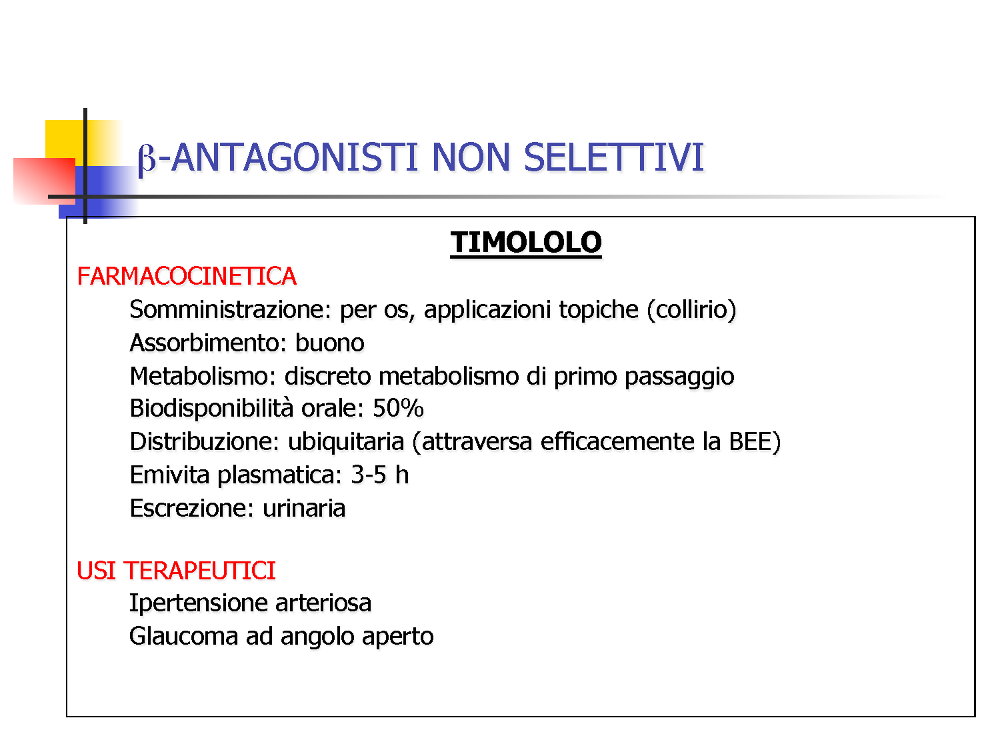 β-ANTAGONISTI NON SELETTIVI
TIMOLOLO
FARMACOCINETICA
Somministrazione: per os, applicazioni topiche (collirio)
Assorbimento: buono
Metabolismo: discreto metabolismo di primo passaggio
Biodisponibilità orale: 50%
Distribuzione: ubiquitaria (attraversa efficacemente la BEE)
Emivita plasmatica: 3-5 h
Escrezione: urinaria
USI TERAPEUTICI
Ipertensione arteriosa
Glaucoma ad angolo aperto